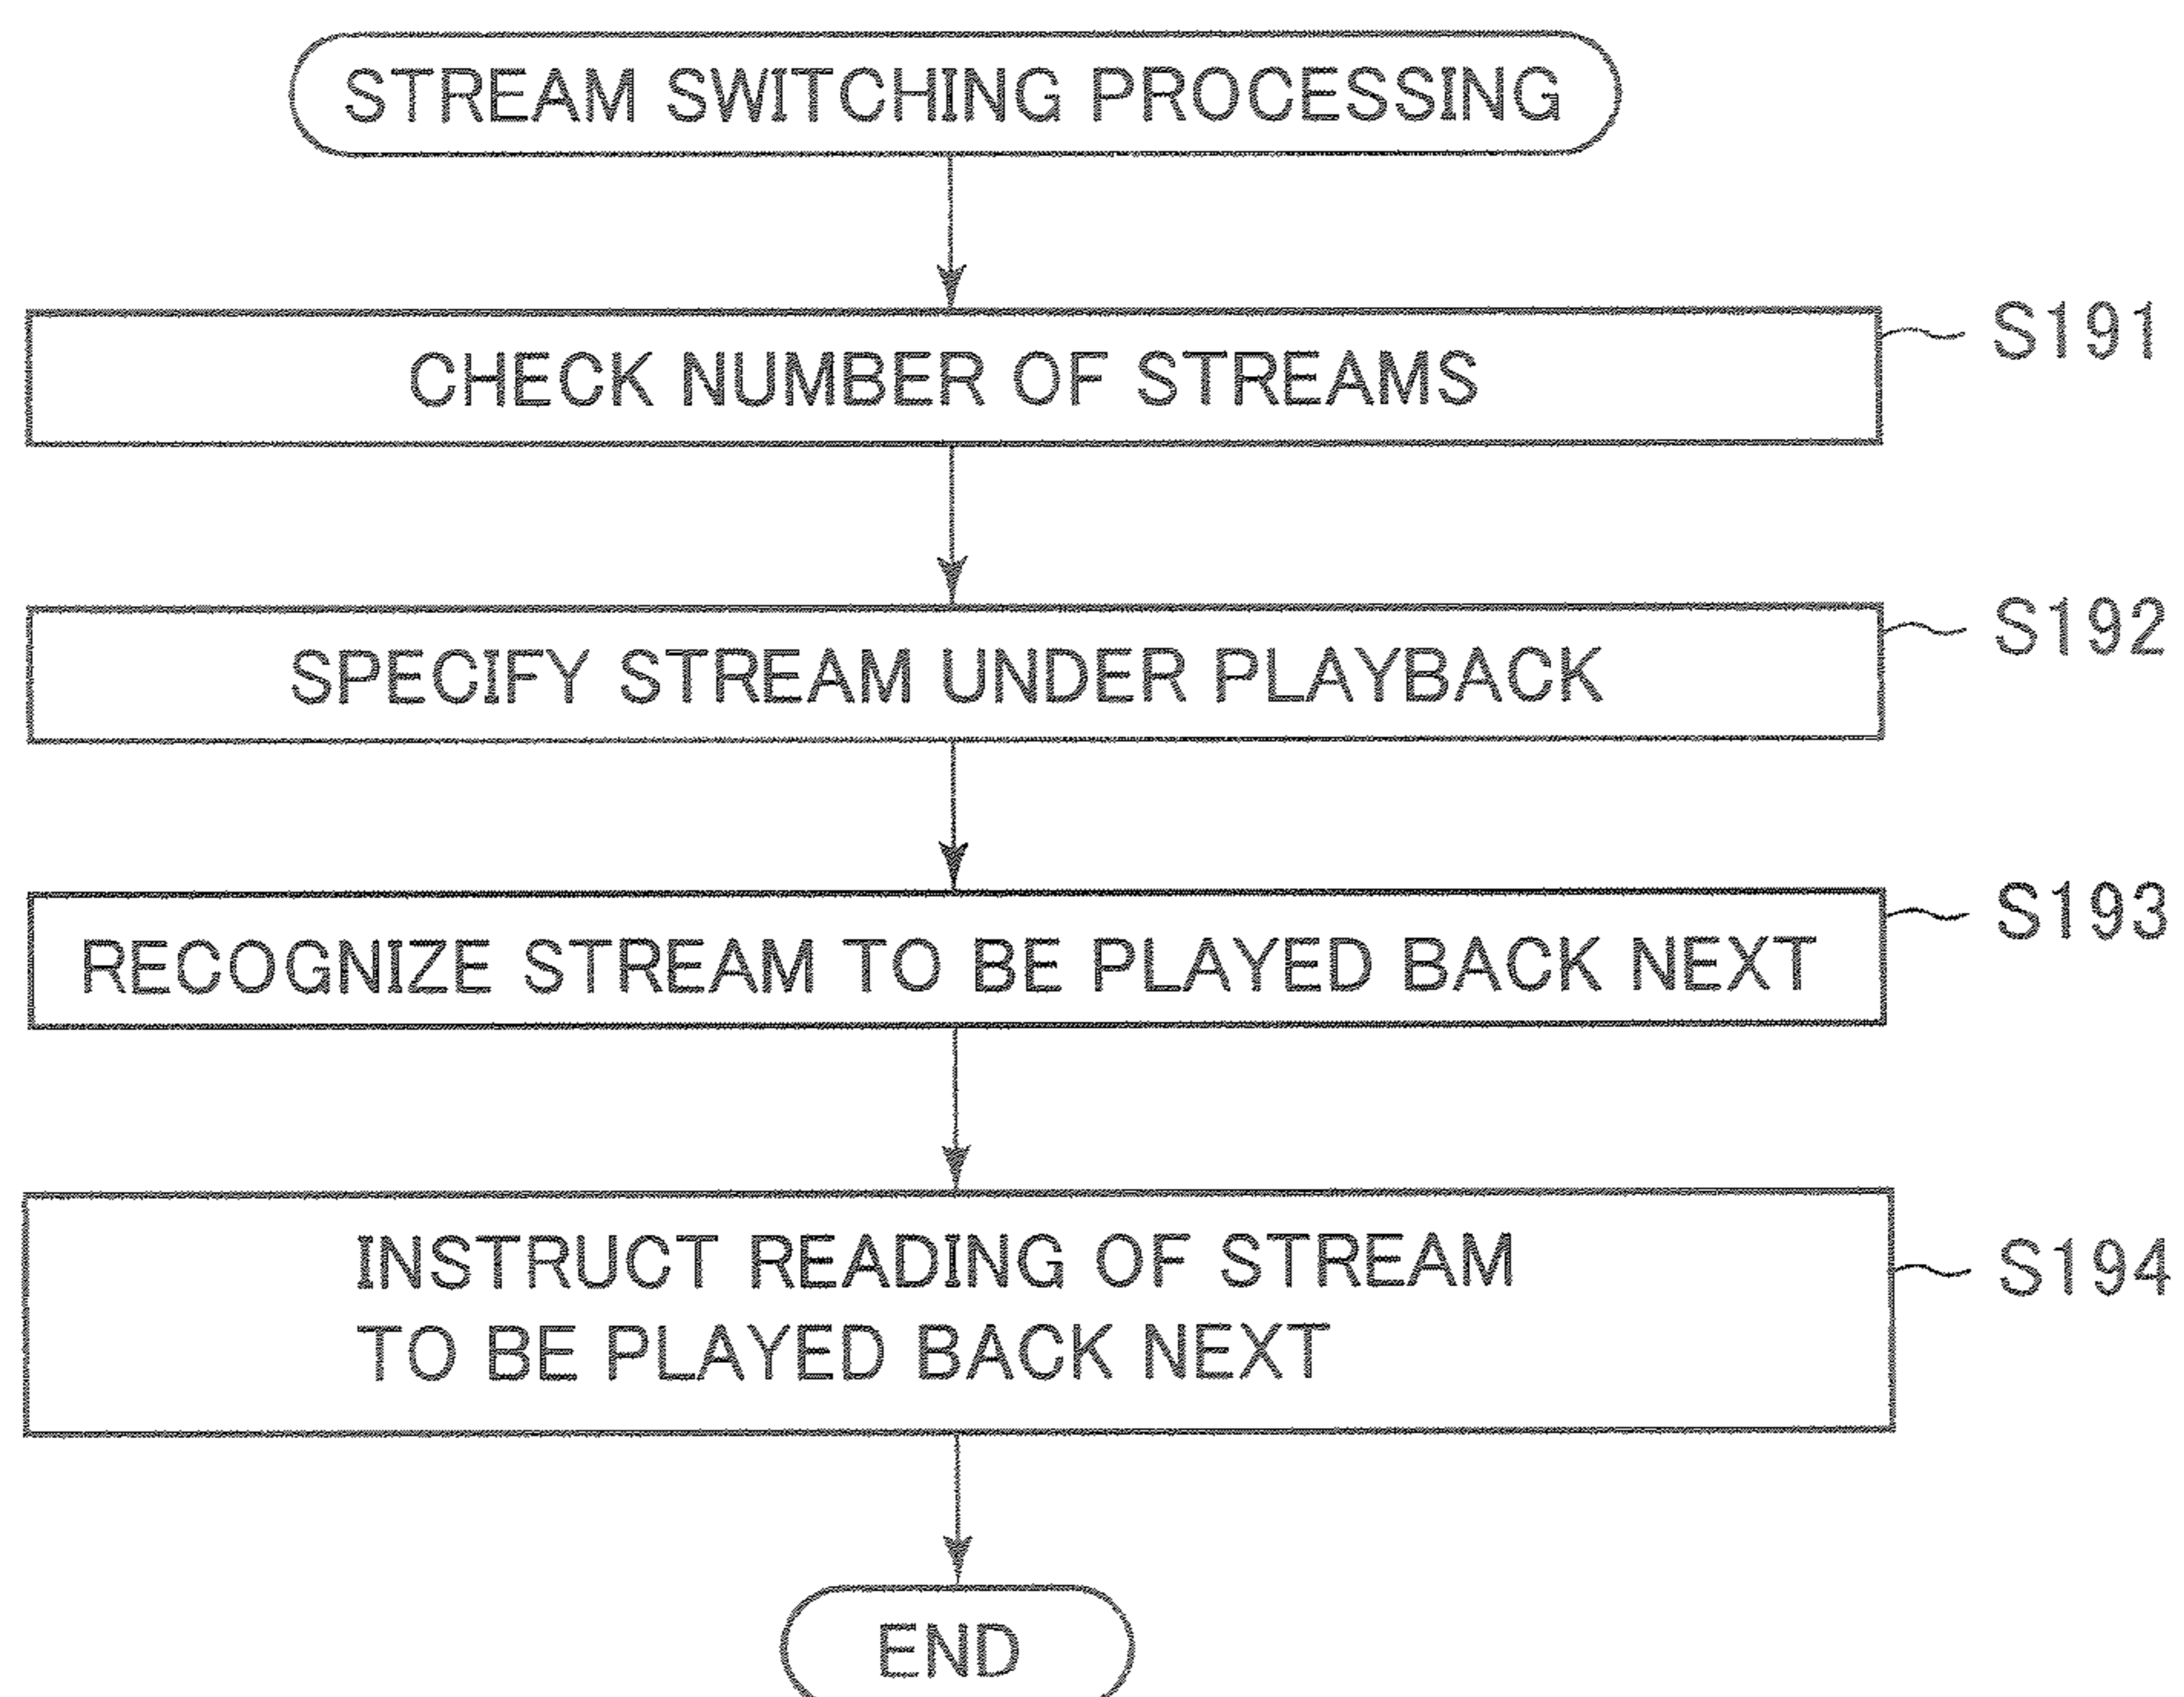 STREAM SWITCHING PROCESSING
CHECK NUMBER OF STREAMS
S191
SPECIFY STREAM UNDER PLAYBACK
S192
RECOGNIZE STREAM TO BE PLAYED BACK NEXT
S193
INSTRUCT READING OF STREAM
TO BE PLAYED BACK NEXT
S194
END